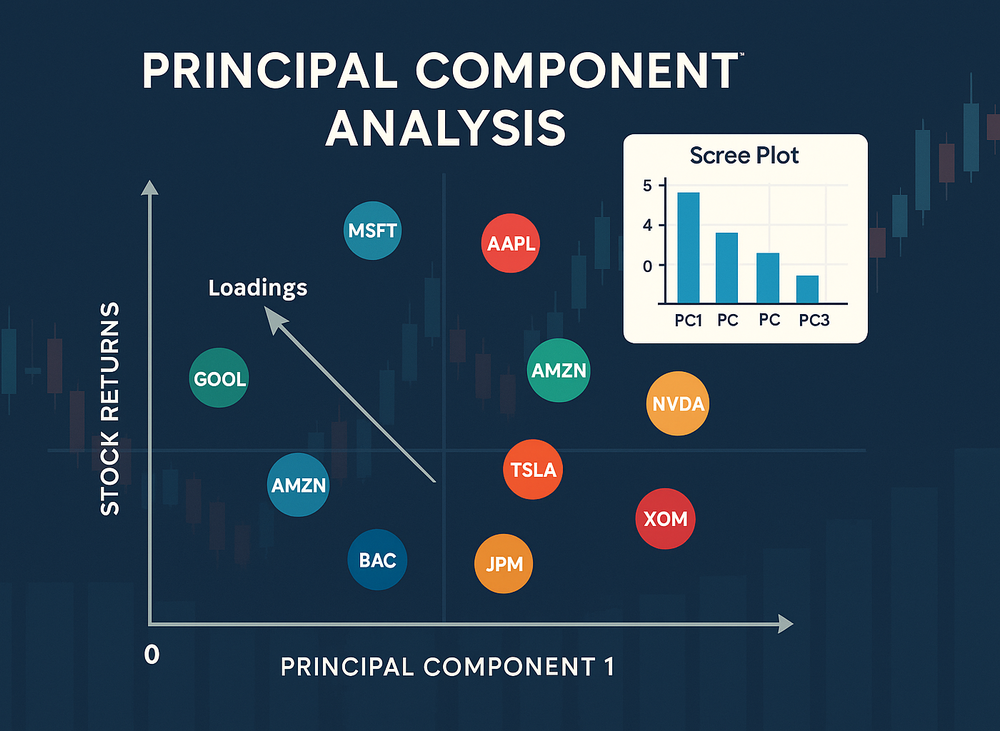 PRINCIPAL COMPONENT™
ANALYSIS
Scree Plot
5
4
0
PC1 PC PC PC3
MSFT
AAPL
Loadings
GOOL
AMZN
NVDA
AMZN
TSLA
XOM
BAC
JPM
STOCK RETURNS
0
PRINCIPAL COMPONENT 1